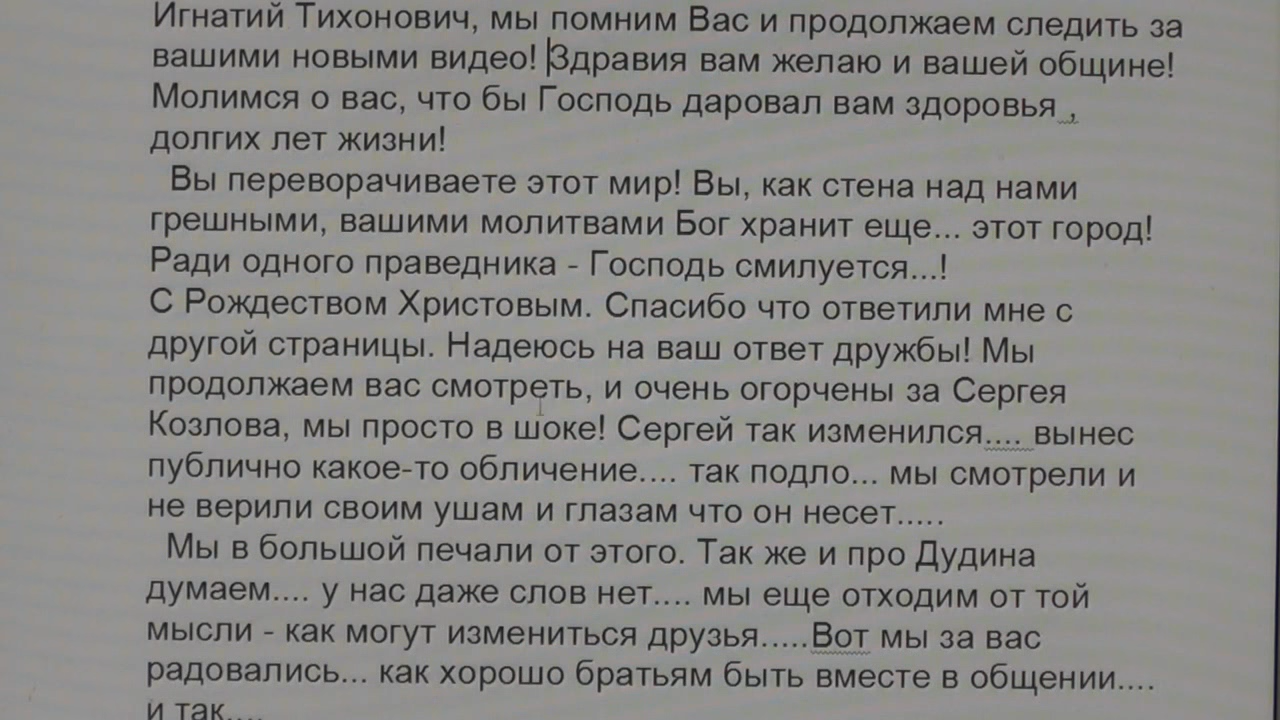 Игнатий Тихонович, мы помним Вас и продолжаем следить за
вашими новыми видео! Здравия вам желаю и вашей общине!
Молимся о вас, что бы Господь даровал вам здоровья ,
долгих лет жизни!
Вы переворачиваете этот мир! Вы, как стена над нами
грешными, вашими молитвами Бог хранит еще... этот город!
Ради одного праведника - Господь смилуется...!
С Рождеством Христовым. Спасибо что ответили мне с
другой страницы. Надеюсь на ваш ответ дружбы! Мы
продолжаем вас смотреть, и очень огорчены за Сергея
Козлова, мы просто в шоке! Сергей так изменился.... вынес
публично какое-то обличение.... так подло... мы смотрели и
не верили своим ушам и глазам что он несет.....
Мы в большой печали от этого. Так же и про Дудина
думаем.... у нас даже слов нет.... мы еще отходим от той
мысли - как могут измениться друзья.....Вот мы за вас
радовались... как хорошо братьям быть вместе в общении....
и так....